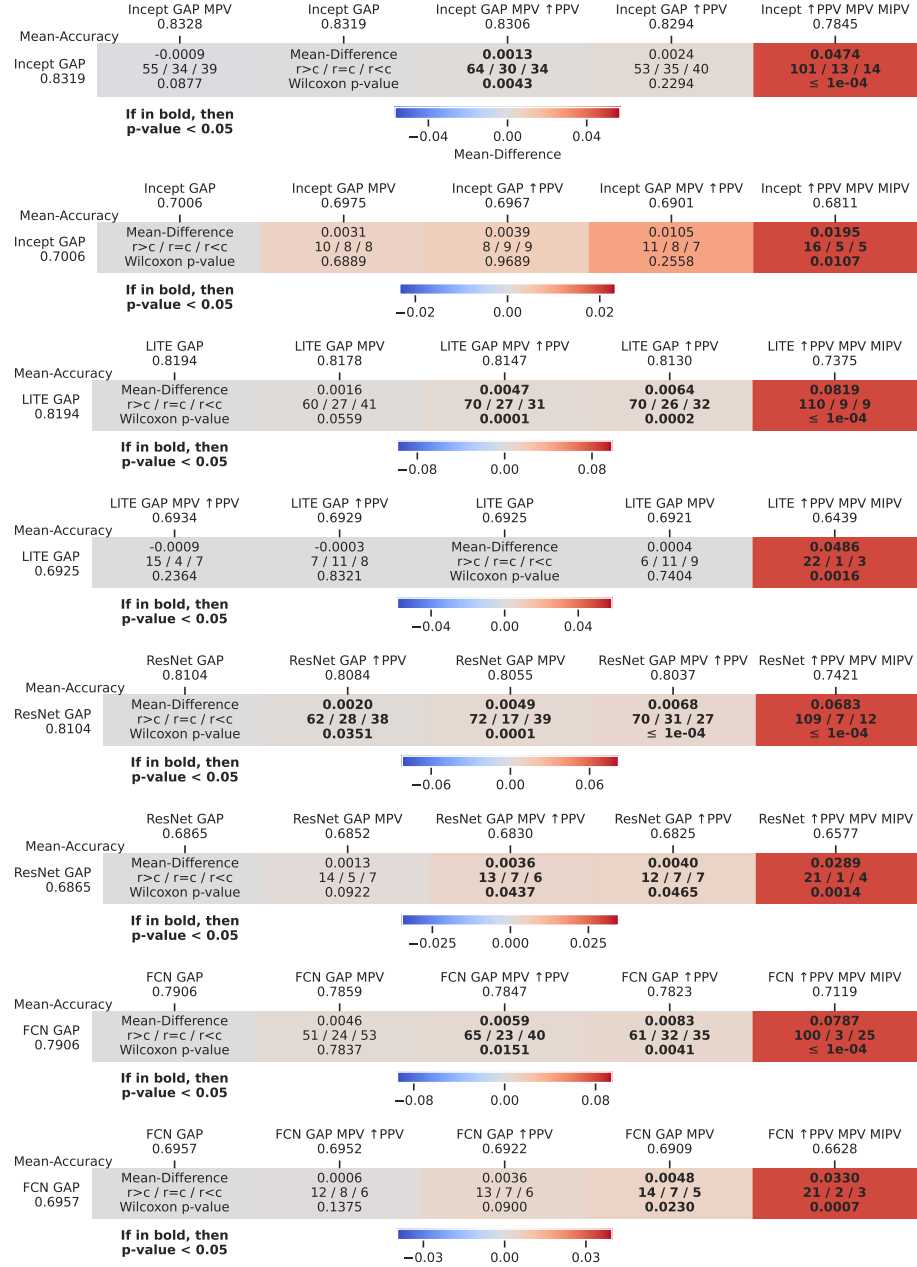 Incept GAP MPV Incept GAP Incept GAP MPV ↑PPV Incept GAP ↑PPV Incept ↑PPV MPV MIPV
0.8328 0.8319 0.8306 0.8294 0.7845
Mean-Accuracy
-0.0009 Mean-Difference 0.0013 0.0024 0.0474
Incept GAP 55 / 34 / 39 r>c / r=c / r<c 64 / 30 / 34 53 / 35 / 40 101 / 13 / 14
0.8319 0.0877 Wilcoxon p-value 0.0043 0.2294 ≤ 1e-04
If in bold, then
p-value < 0.05
−0.04 0.00 0.04
Mean-Difference
Incept GAP Incept GAP MPV Incept GAP ↑PPV Incept GAP MPV ↑PPV Incept ↑PPV MPV MIPV
0.7006 0.6975 0.6967 0.6901 0.6811
Mean-Accuracy
Mean-Difference 0.0031 0.0039 0.0105 0.0195
Incept GAP r>c / r=c / r<c 10 / 8 / 8 8 / 9 / 9 11 / 8 / 7 16 / 5 / 5
0.7006 Wilcoxon p-value 0.6889 0.9689 0.2558 0.0107
If in bold, then
p-value < 0.05
−0.02 0.00 0.02
LITE GAP LITE GAP MPV LITE GAP MPV ↑PPV LITE GAP ↑PPV LITE ↑PPV MPV MIPV
0.8194 0.8178 0.8147 0.8130 0.7375
Mean-Accuracy
Mean-Difference 0.0016 0.0047 0.0064 0.0819
LITE GAP r>c / r=c / r<c 60 / 27 / 41 70 / 27 / 31 70 / 26 / 32 110 / 9 / 9
0.8194 Wilcoxon p-value 0.0559 0.0001 0.0002 ≤ 1e-04
If in bold, then
p-value < 0.05
−0.08 0.00 0.08
LITE GAP MPV ↑PPV LITE GAP ↑PPV LITE GAP LITE GAP MPV LITE ↑PPV MPV MIPV
0.6934 0.6929 0.6925 0.6921 0.6439
Mean-Accuracy
-0.0009 -0.0003 Mean-Difference 0.0004 0.0486
LITE GAP 15 / 4 / 7 7 / 11 / 8 r>c / r=c / r<c 6 / 11 / 9 22 / 1 / 3
0.6925 0.2364 0.8321 Wilcoxon p-value 0.7404 0.0016
If in bold, then
p-value < 0.05
−0.04 0.00 0.04
ResNet GAP ResNet GAP ↑PPV ResNet GAP MPV ResNet GAP MPV ↑PPV ResNet ↑PPV MPV MIPV
0.8104 0.8084 0.8055 0.8037 0.7421
Mean-Accuracy
Mean-Difference 0.0020 0.0049 0.0068 0.0683
ResNet GAP r>c / r=c / r<c 62 / 28 / 38 72 / 17 / 39 70 / 31 / 27 109 / 7 / 12
0.8104 Wilcoxon p-value 0.0351 0.0001 ≤ 1e-04 ≤ 1e-04
If in bold, then
p-value < 0.05
−0.06 0.00 0.06
ResNet GAP ResNet GAP MPV ResNet GAP MPV ↑PPV ResNet GAP ↑PPV ResNet ↑PPV MPV MIPV
0.6865 0.6852 0.6830 0.6825 0.6577
Mean-Accuracy
Mean-Difference 0.0013 0.0036 0.0040 0.0289
ResNet GAP r>c / r=c / r<c 14 / 5 / 7 13 / 7 / 6 12 / 7 / 7 21 / 1 / 4
0.6865 Wilcoxon p-value 0.0922 0.0437 0.0465 0.0014
If in bold, then
p-value < 0.05
−0.025 0.000 0.025
FCN GAP FCN GAP MPV FCN GAP MPV ↑PPV FCN GAP ↑PPV FCN ↑PPV MPV MIPV
0.7906 0.7859 0.7847 0.7823 0.7119
Mean-Accuracy
Mean-Difference 0.0046 0.0059 0.0083 0.0787
FCN GAP r>c / r=c / r<c 51 / 24 / 53 65 / 23 / 40 61 / 32 / 35 100 / 3 / 25
0.7906 Wilcoxon p-value 0.7837 0.0151 0.0041 ≤ 1e-04
If in bold, then
p-value < 0.05
−0.08 0.00 0.08
FCN GAP FCN GAP MPV ↑PPV FCN GAP ↑PPV FCN GAP MPV FCN ↑PPV MPV MIPV
0.6957 0.6952 0.6922 0.6909 0.6628
Mean-Accuracy
Mean-Difference 0.0006 0.0036 0.0048 0.0330
FCN GAP r>c / r=c / r<c 12 / 8 / 6 13 / 7 / 6 14 / 7 / 5 21 / 2 / 3
0.6957 Wilcoxon p-value 0.1375 0.0900 0.0230 0.0007
If in bold, then
p-value < 0.05
−0.03 0.00 0.03